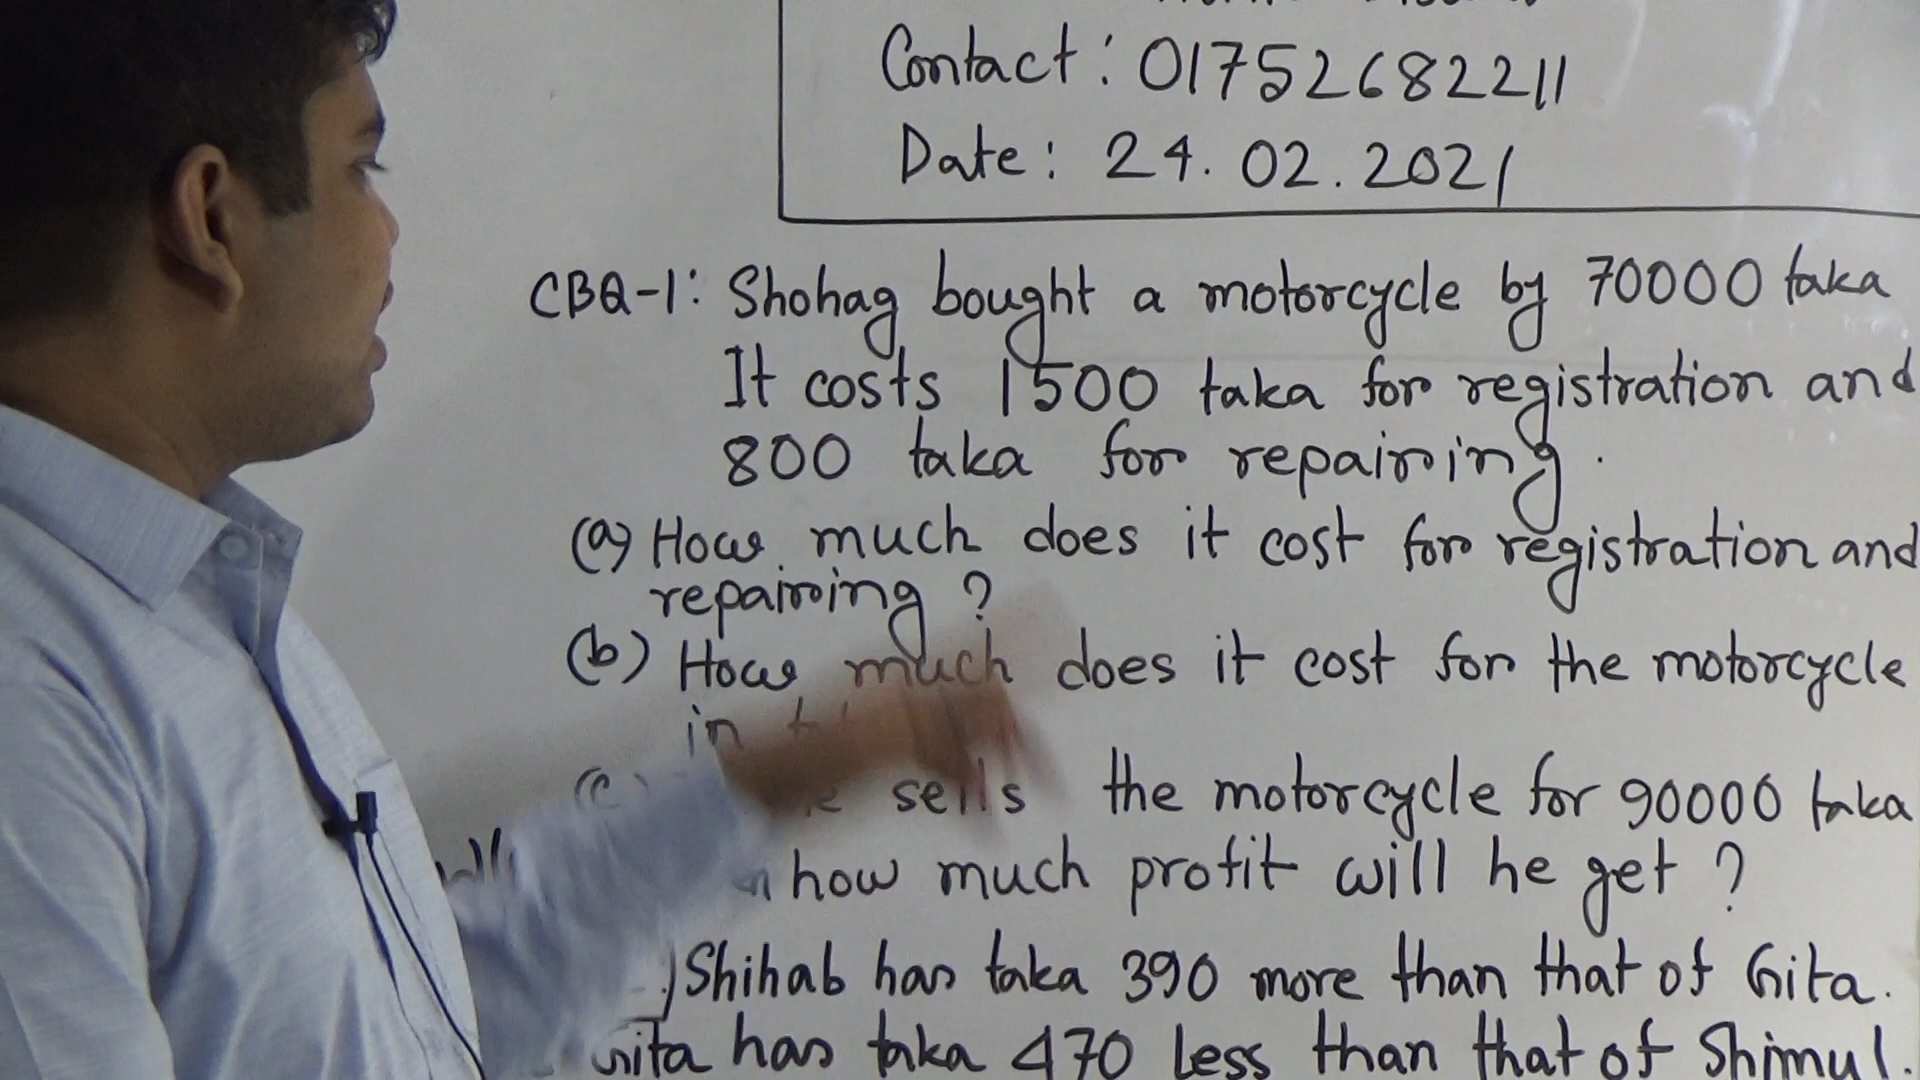 Contact: 01752682211
Date: 24.02.2021
CBQ-1: Shohag bought a motorcycle by 70000 taka
It costs 1500 taka for registration and
800 taka for repairing.
(a) How much does it cost for registration and
repairing?
(b) How much does it cost for the motorcycle
in
(c) sells the motorcycle for 90000 taka
how much profit will he get?
Shihab has taka 390 more than that of Gita.
Gita has taka 470 less than that of Shimul.